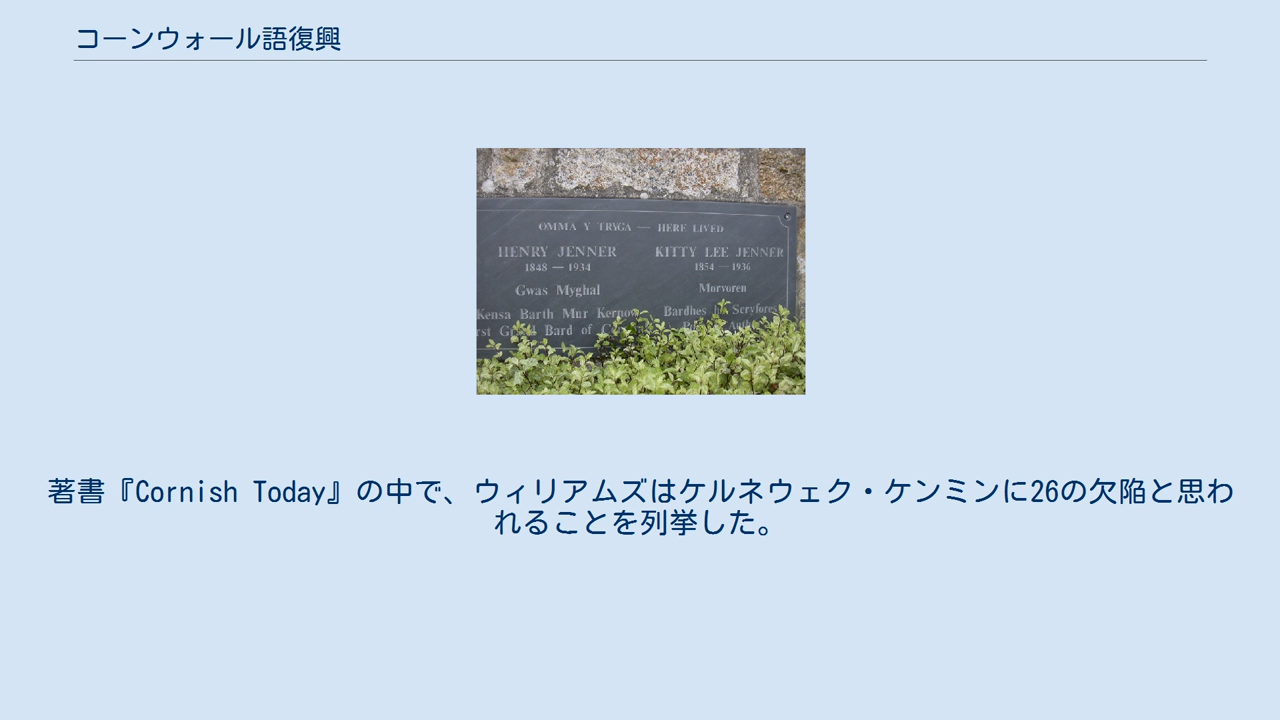 コーンウォール語復興
OMMA Y TRYGA — HERE LIVED
HENRY JENNER
1848 — 1934
Gwas Myghal
Kensa Barth Mur Kernow
Bard of
KITTY LEE JENNER
1854 — 1936
Morvoren
Bardhes
Scryfores
著書『Cornish Today』の中で、ウィリアムズはケルネウェク・ケンミンに26の欠陥と思わ
れることを列挙した。